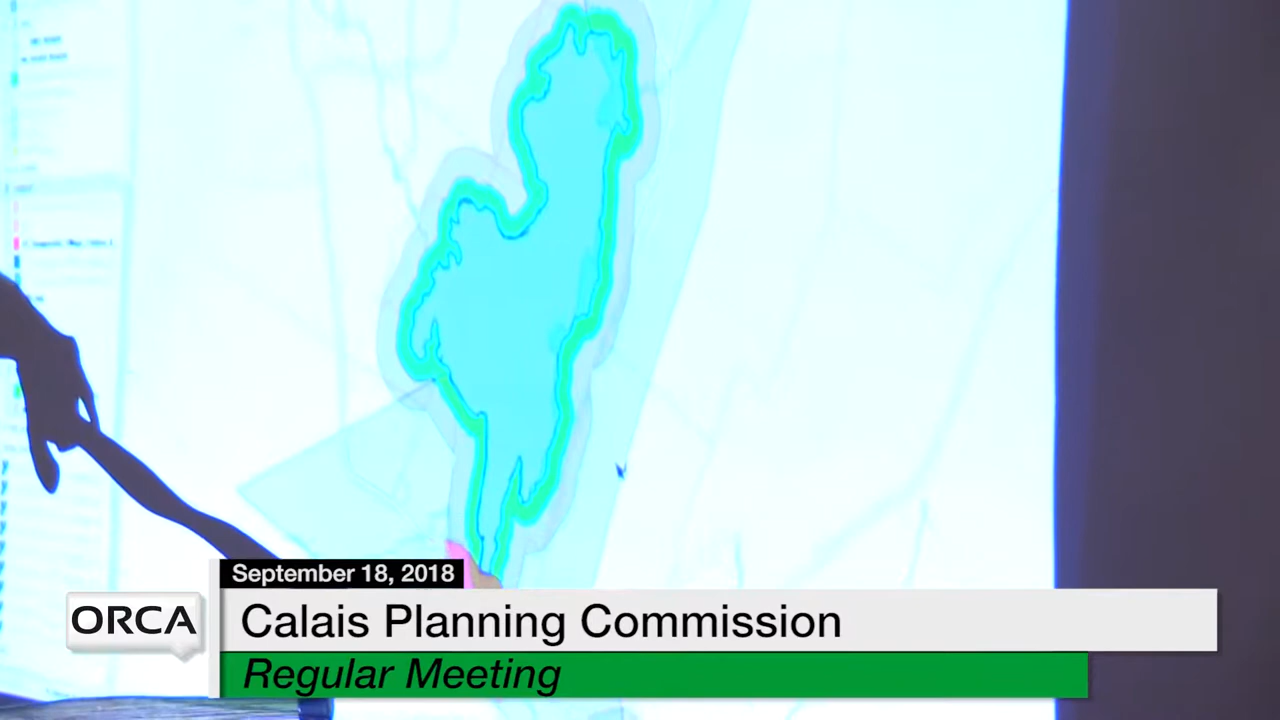 September 18, 2018
ORCA
Calais Planning Commission
Regular Meeting